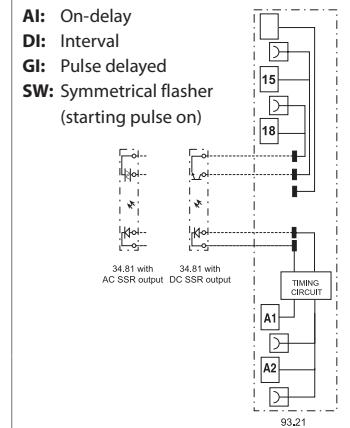 AI: On-delay
DI: Interval
GI: Pulse delayed
SW: Symmetrical flasher
(starting pulse on)
15
18
34.81 with
AC SSR output
34.81 with
DC SSR output
TIMING
CIRCUIT
A1
A2
93.21